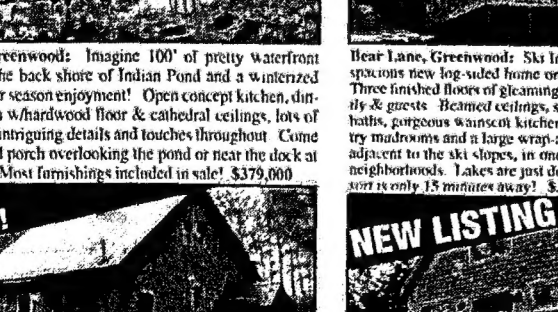 reenwood: Imagine 100' of pretty waterfront
he back shore of Indian Pond and a winterized
r season enjoyment! Open concept kitchen, din-
w/hardwood floor & cathedral ceilings, lots of
ntriguing details and touches throughout. Come
porch overlooking the pond or near the dock at
Most furnishings included in sale! $379,000
!
Bear Lane, Greenwood: Ski
spacious new log-sided home o
Three finished floors of gleaming
ily & guests. Beamed ceilings, s
baths, gorgeous wainscot kitchen
try mudrooms and a large wrap-a
adjacent to the ski slopes, in on
neighborhoods. Lakes are just d
is only 15 minutes away! $
NEW LISTING